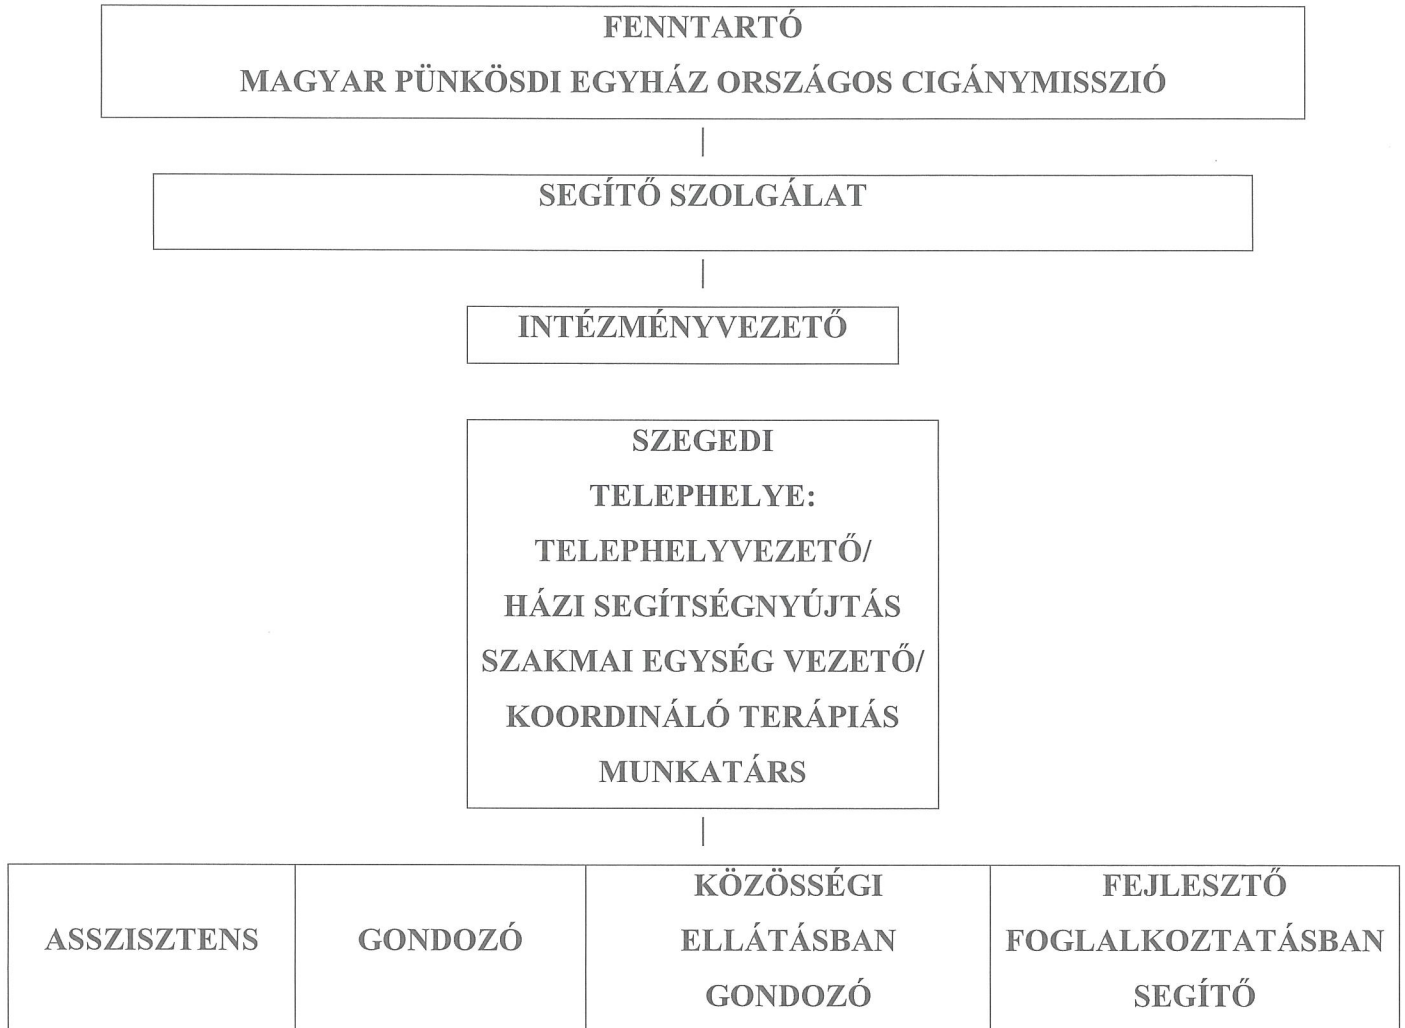 FENNTARTÓ
MAGYAR PÜNKÖSDI EGYHÁZ ORSZÁGOS CIGÁNYMISSZIÓ
SEGÍTŐ SZOLGÁLAT
INTÉZMÉNYVEZETŐ
SZEGEDI
TELEPHELYE:
TELEPHELYVEZETŐ/
HÁZI SEGÍTSÉGNYÚJTÁS
SZAKMAI EGYSÉG VEZETŐ/
KOORDINÁLÓ TERÁPIÁS
MUNKATÁRS
ASSZISZTENS
GONDOZÓ
KÖZÖSSÉGI
ELLÁTÁSBAN
GONDOZÓ
FEJLESZTŐ
FOGLALKOZTATÁSBAN
SEGÍTŐ